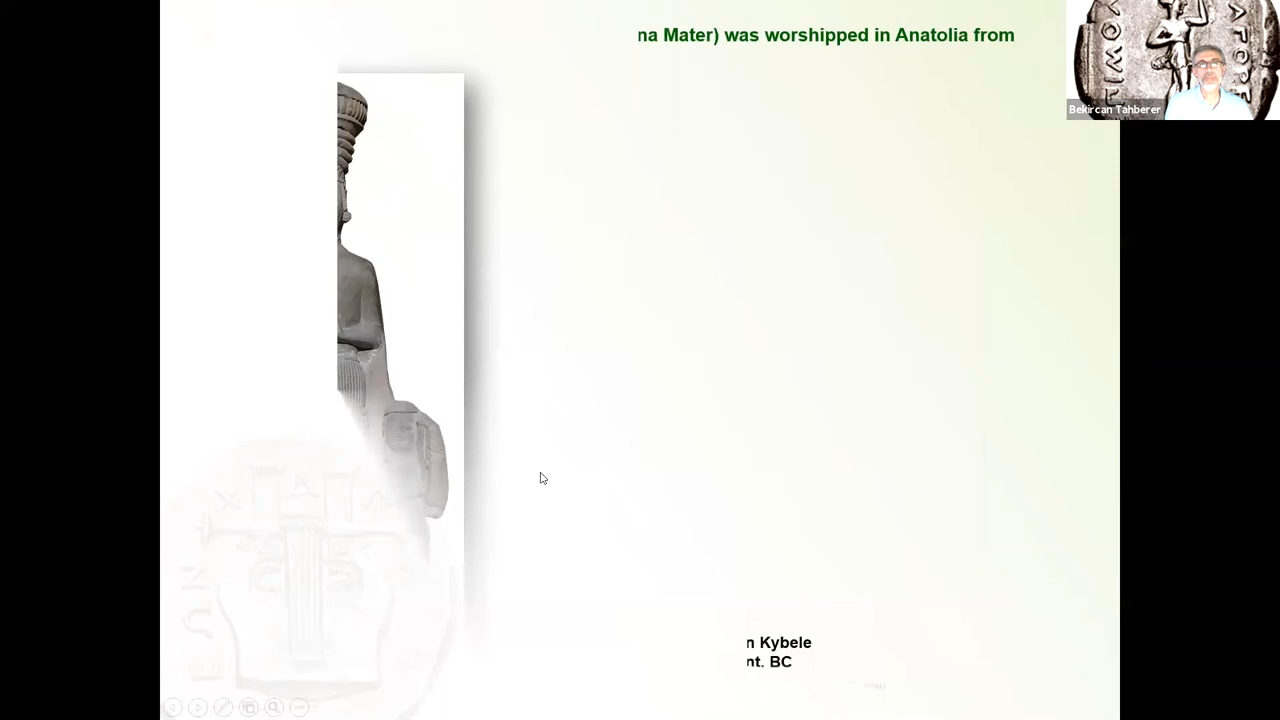 na Mater) was worshipped in Anatolia from
Bekircan Tahberer
n Kybele
nt. BC